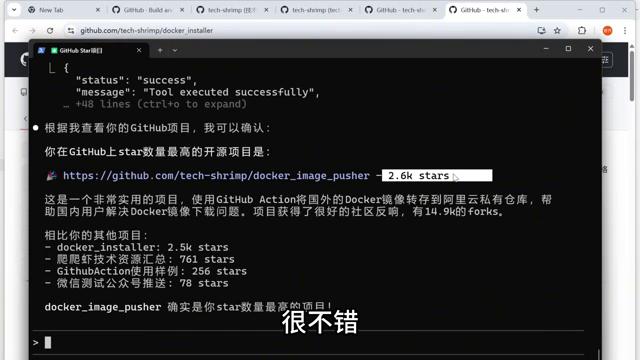 New Tab
GitHub · Build and
tech-shrimp (技术
tech-shrimp (tec
GitHub - tech-sh
GitHub - tech-sh
github.com/tech-shrimp/docker_installer
GitHub Star项目
{
"status": "success",
"message": "Tool executed successfully",
… +48 lines (ctrl+o to expand)
● 根据我查看你的GitHub项目，我可以确认：
你在GitHub上star数量最高的开源项目是：
🎉 https://github.com/tech-shrimp/docker_image_pusher - 2.6k stars
这是一个非常实用的项目，使用GitHub Action将国外的Docker镜像转存到阿里云私有仓库，帮
助国内用户解决Docker镜像下载问题。项目获得了很好的社区反响，有14.9k的forks。
相比你的其他项目：
- docker_installer: 2.5k stars
- 爬爬虾技术资源汇总: 761 stars
- GithubAction使用样例: 256 stars
- 微信测试公众号推送: 78 stars
docker_image_pusher 确实是你star数量最高的项目！
很不错
>